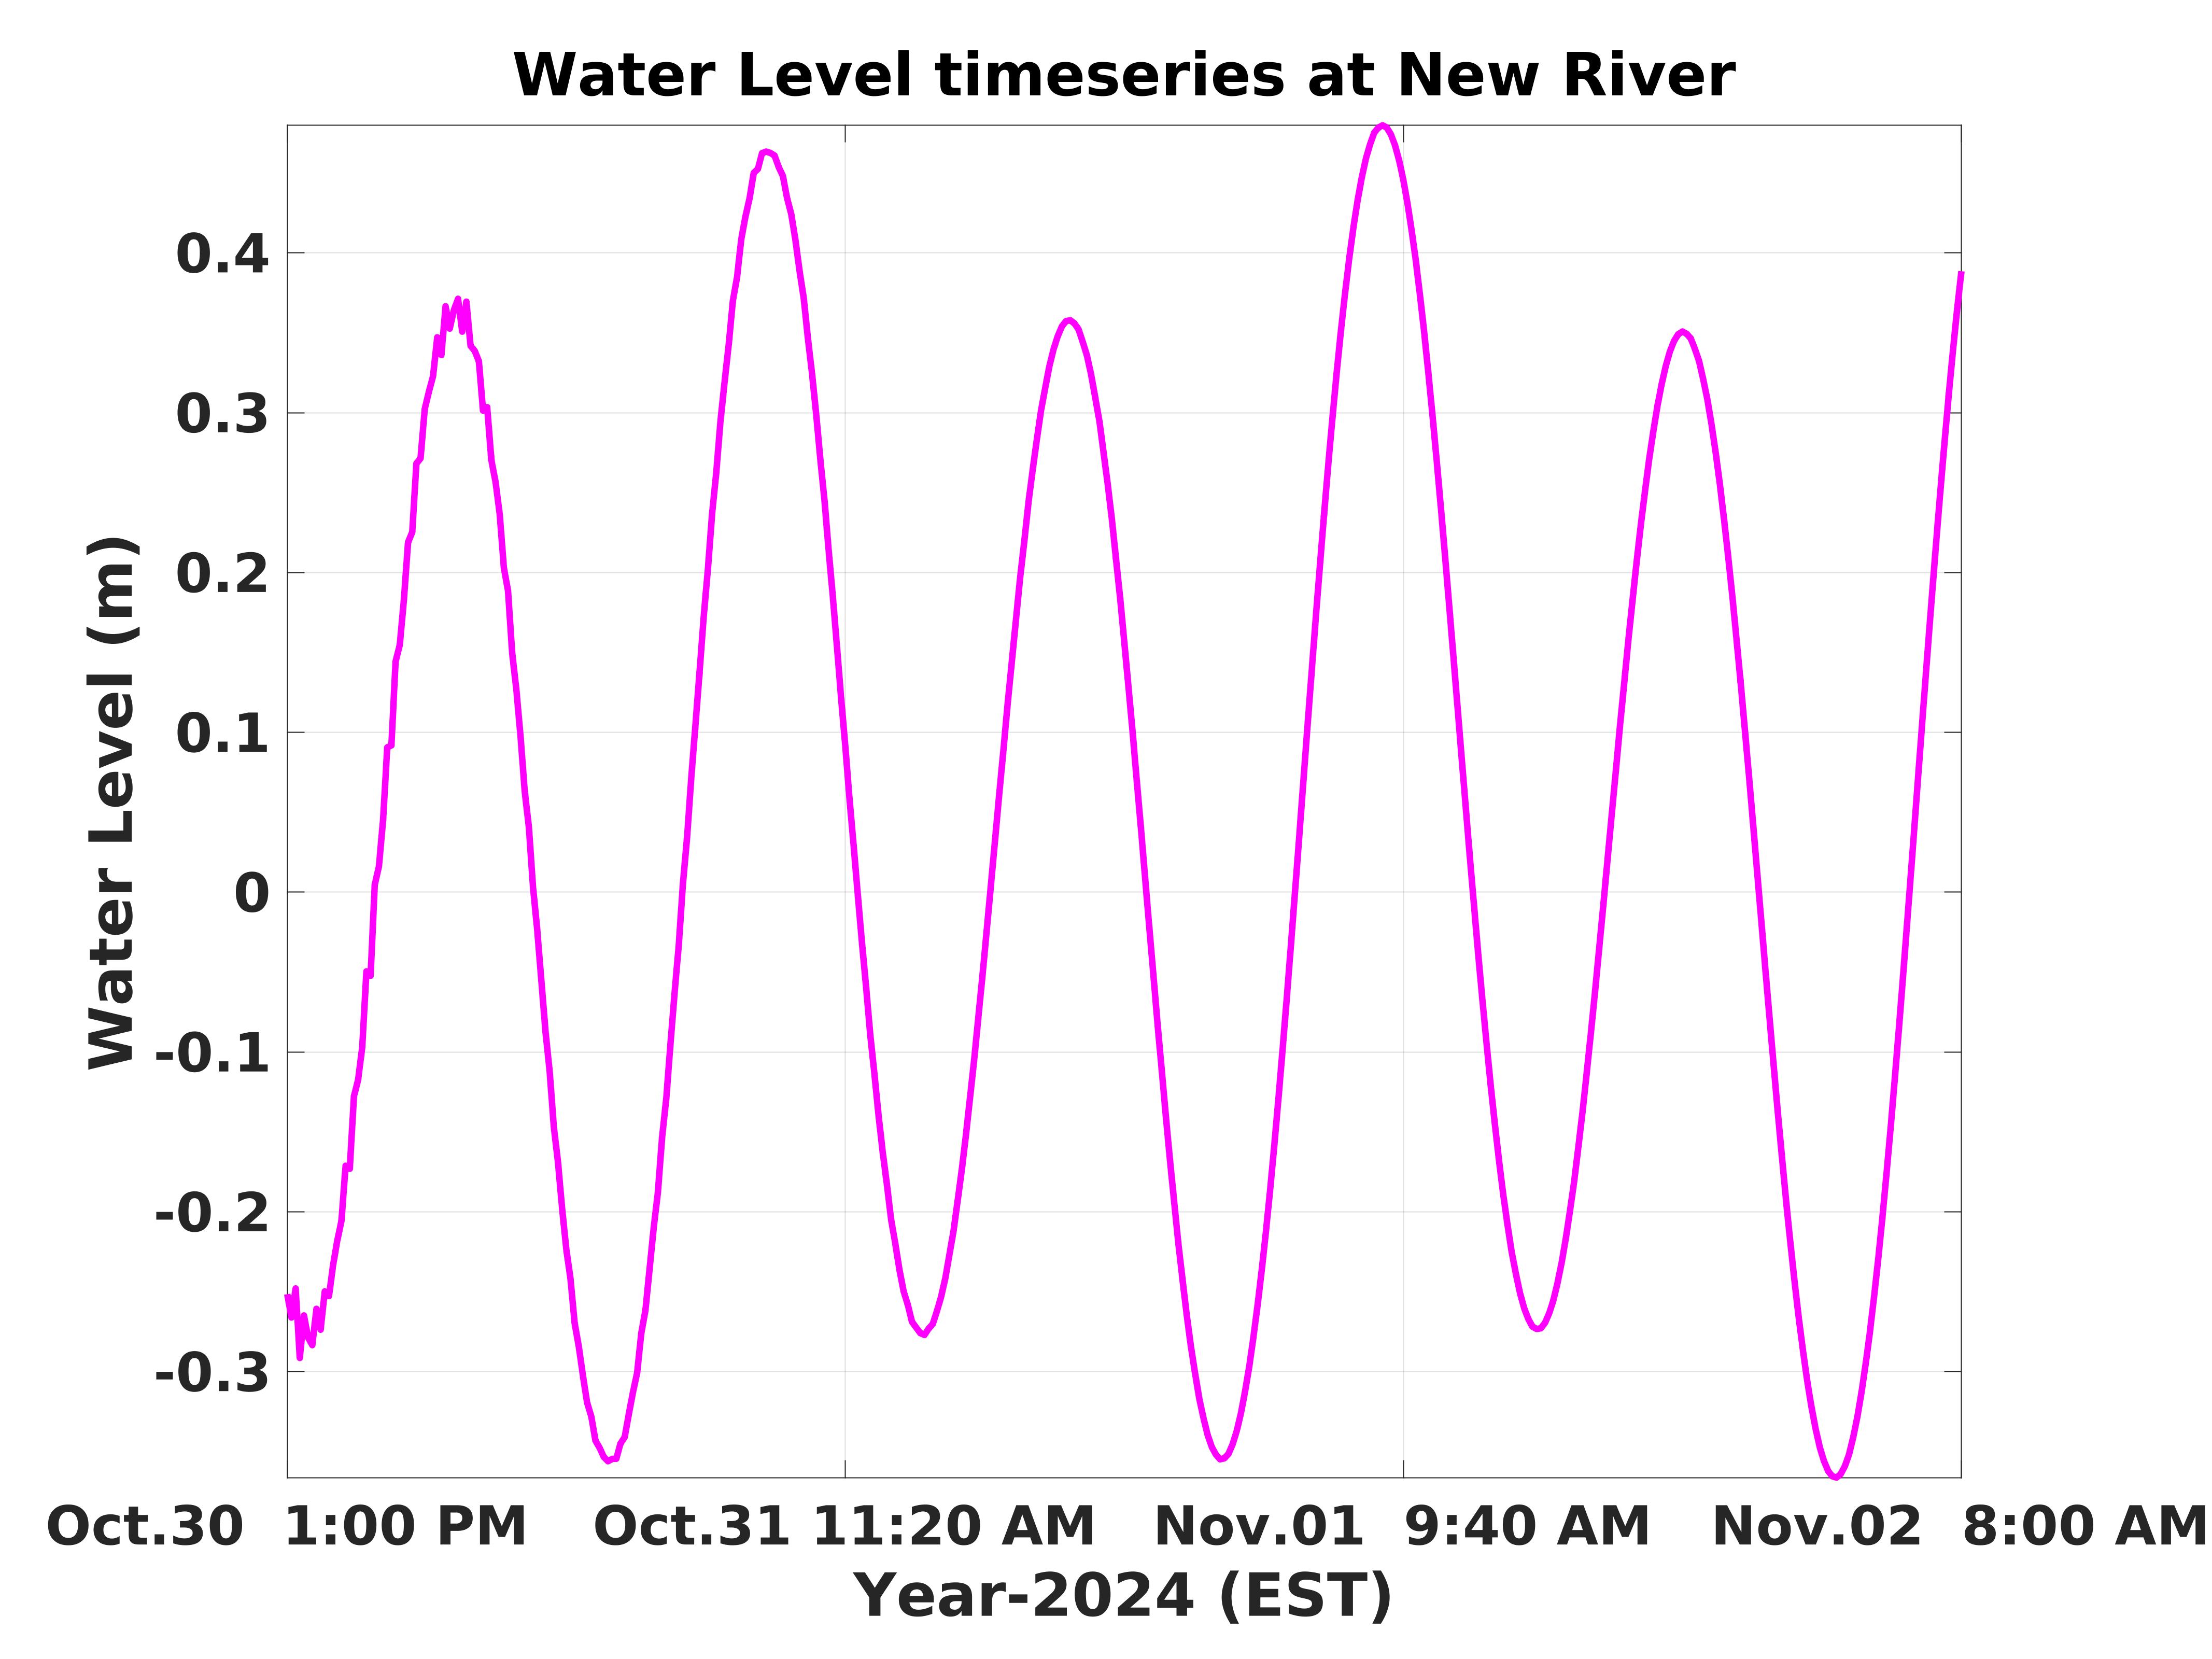 Water Level timeseries at New River
Water Level (m)
0.4
0.3
0.2
0.1
0
-0.1
-0.2
-0.3
Oct.30 1:00 PM Oct.31 11:20 AM Nov.01 9:40 AM Nov.02 8:00 AM
Year-2024 (EST)